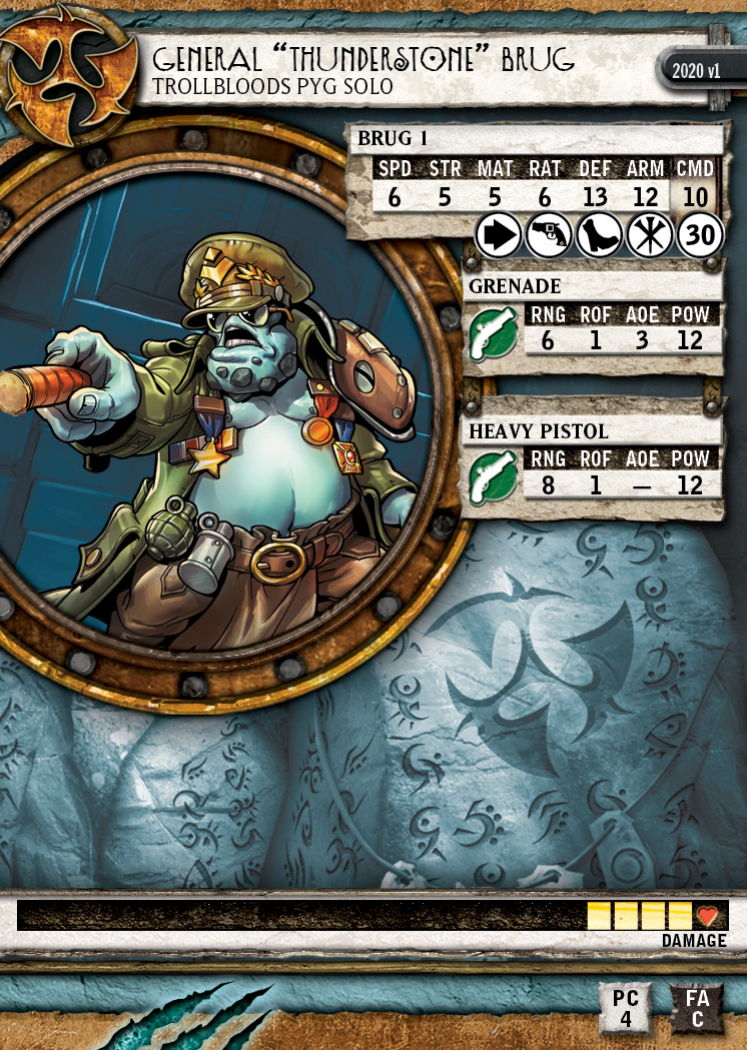 GENERAL "THUNDERSTONE" BRUG
TROLLBLOODS PYG SOLO
2020 v1
BRUG 1
SPD STR MAT RAT DEF ARM CMD
6 5 5 6 13 12 10
30
GRENADE
RNG ROF AOE POW
6 1 3 12
HEAVY PISTOL
RNG ROF AOE POW
8 1 — 12
DAMAGE
PC FA
4 C